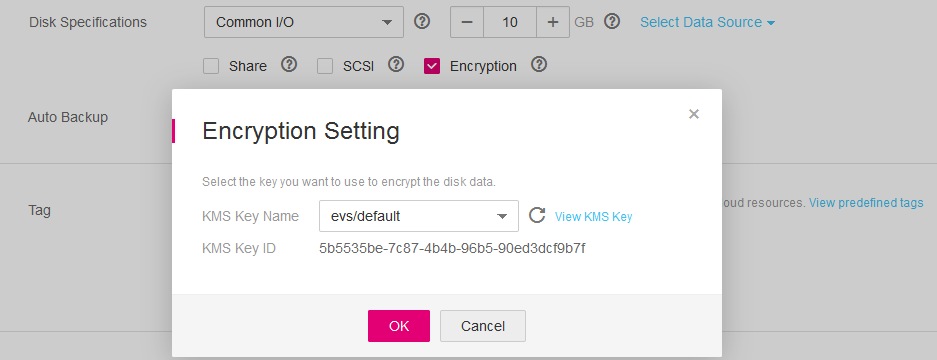 Disk Specifications Common I/O ? − 10 + GB ? Select Data Source
Share ? SCSI ? Encryption ?
Auto Backup
Encryption Setting
Select the key you want to use to encrypt the disk data.
Tag
oud resources. View predefined tags
KMS Key Name evs/default View KMS Key
KMS Key ID 5b5535be-7c87-4b4b-96b5-90ed3dcf9b7f
OK Cancel